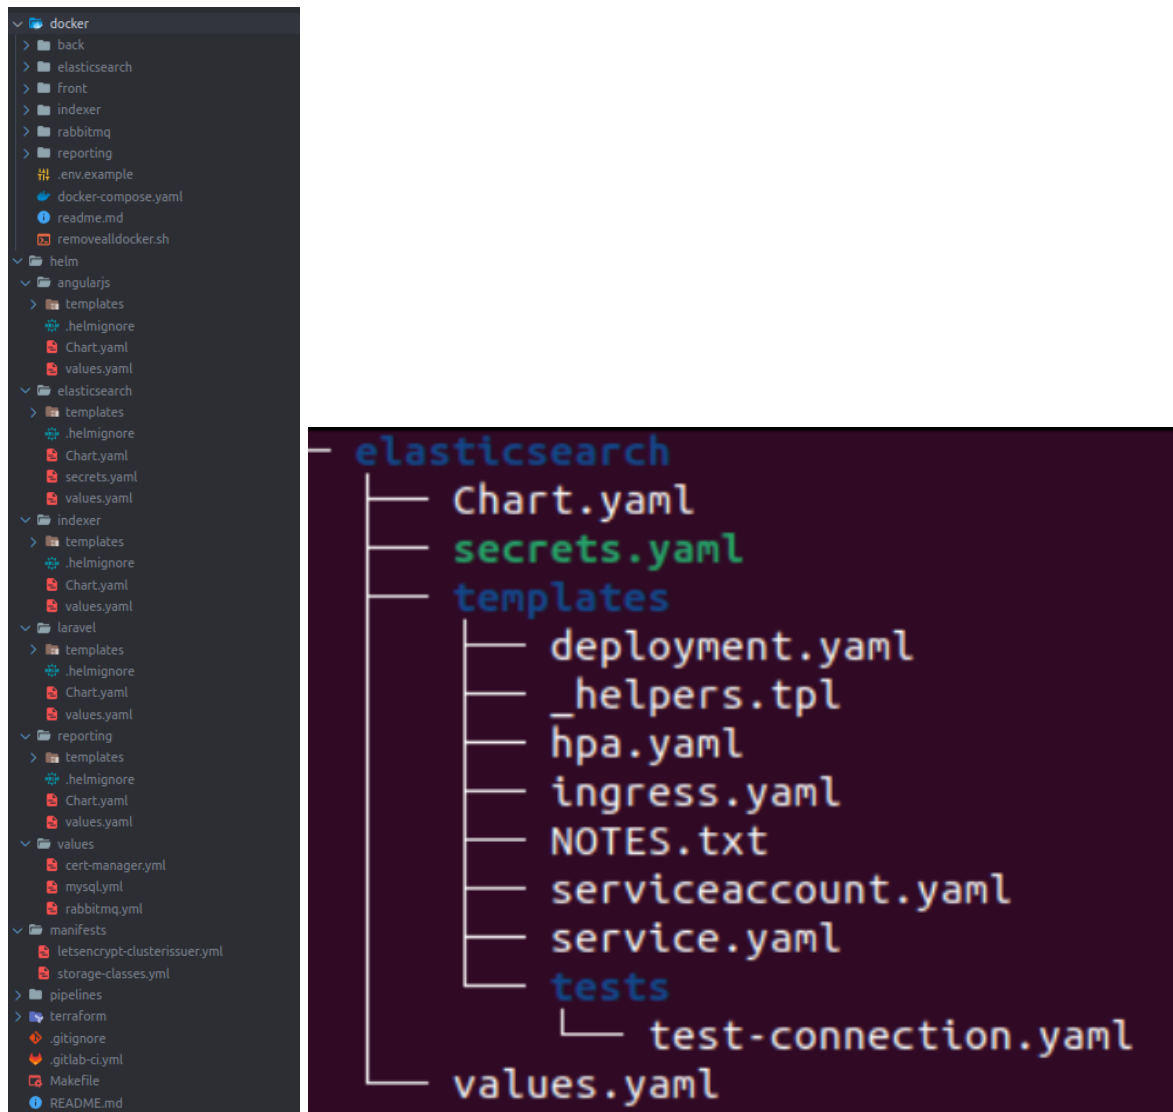 docker
back
elasticsearch
front
indexer
rabbitmq
reporting
.env.example
docker-compose.yaml
readme.md
removealldocker.sh
helm
angularjs
templates
.helmignore
Chart.yaml
values.yaml
elasticsearch
templates
.helmignore
Chart.yaml
secrets.yaml
values.yaml
indexer
templates
.helmignore
Chart.yaml
values.yaml
laravel
templates
.helmignore
Chart.yaml
values.yaml
reporting
templates
.helmignore
Chart.yaml
values.yaml
values
cert-manager.yml
mysql.yml
rabbitmq.yml
manifests
letsencrypt-clusterissuer.yml
storage-classes.yml
pipelines
terraform
.gitignore
.gitlab-ci.yml
Makefile
README.md
elasticsearch
Chart.yaml
secrets.yaml
templates
deployment.yaml
_helpers.tpl
hpa.yaml
ingress.yaml
NOTES.txt
serviceaccount.yaml
service.yaml
tests
test-connection.yaml
values.yaml